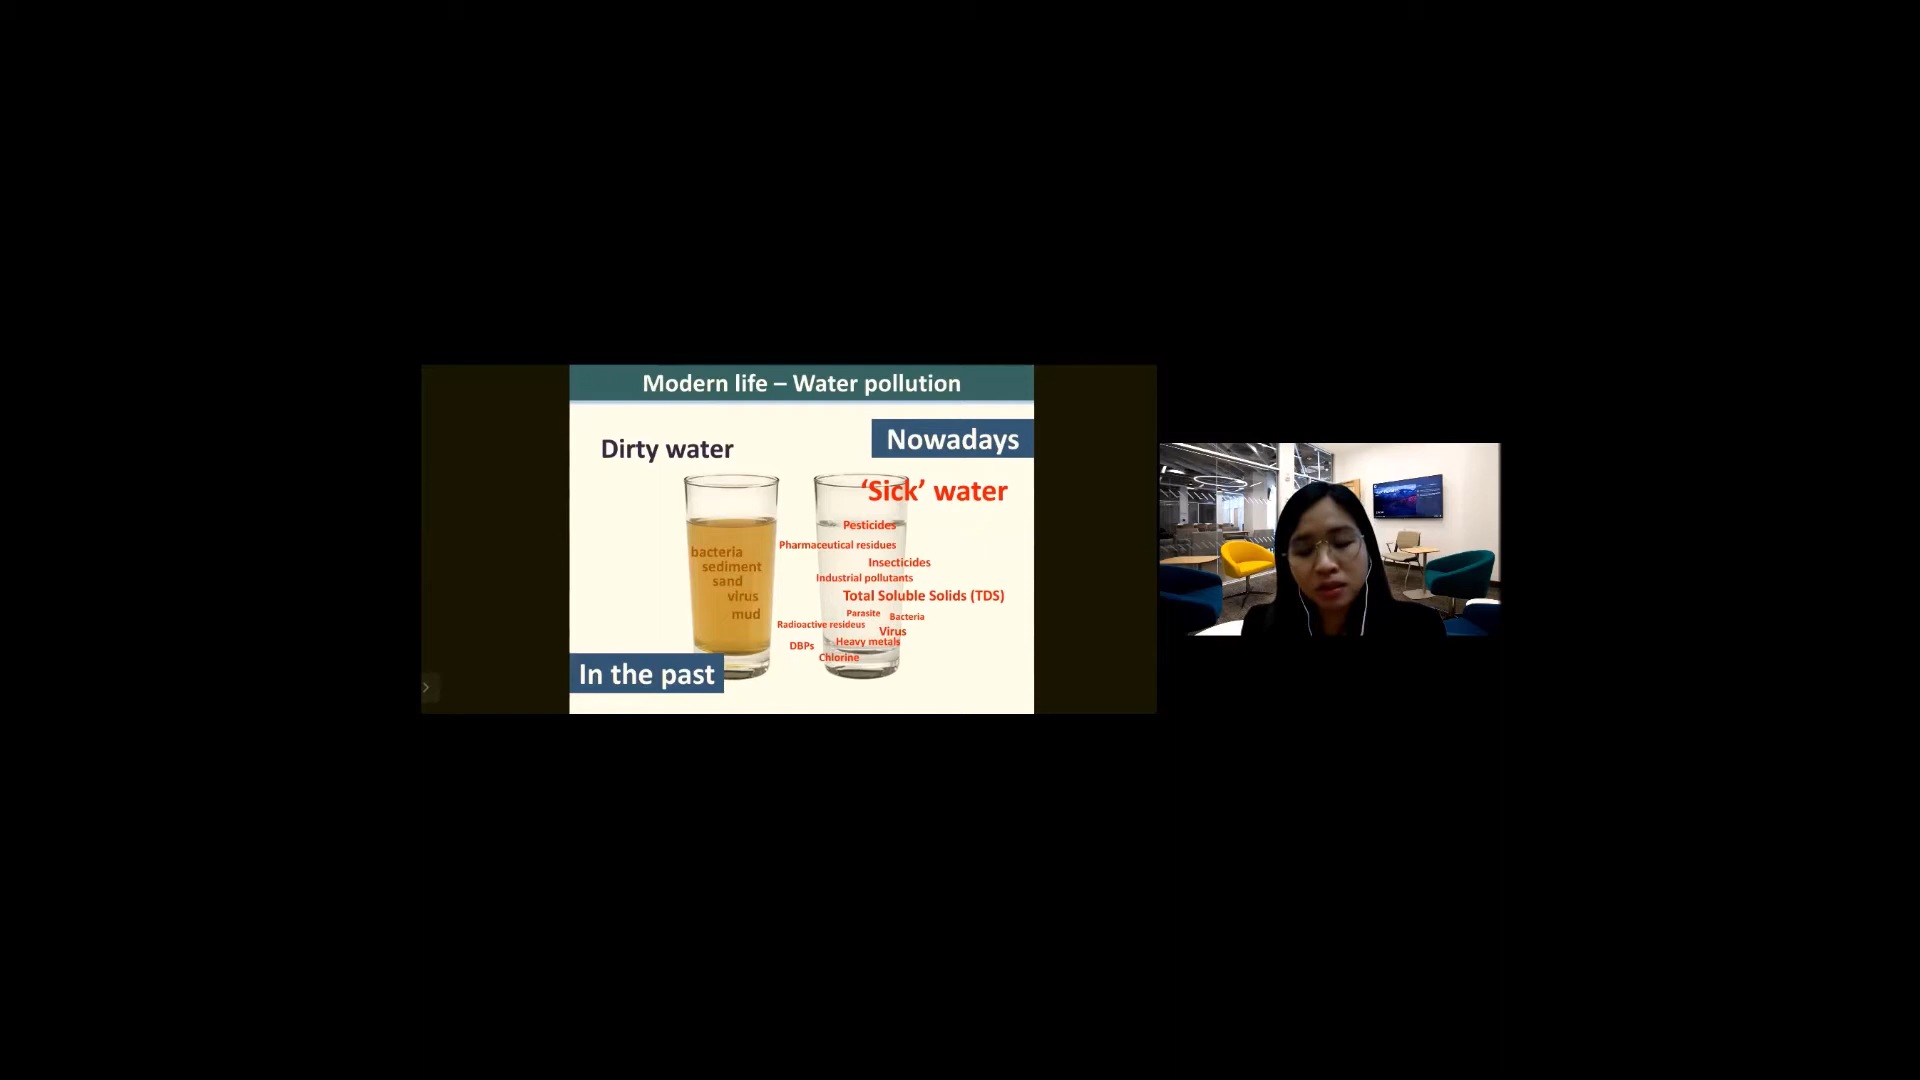 Modern life – Water pollution
Dirty water
Nowadays
‘Sick’ water
bacteria
sediment
sand
virus
mud
Pesticides
Pharmaceutical residues
Insecticides
Industrial pollutants
Total Soluble Solids (TDS)
Parasite
Bacteria
Radioactive resideus
Virus
Heavy metals
DBPs
Chlorine
In the past